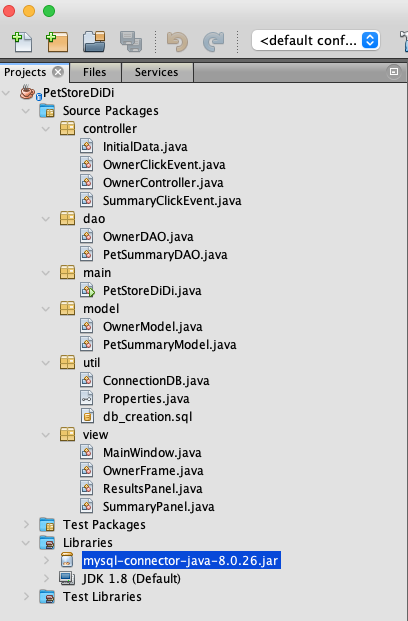 <default conf...
Projects
Files
Services
PetStoreDiDi
Source Packages
controller
InitialData.java
OwnerClickEvent.java
OwnerController.java
SummaryClickEvent.java
dao
OwnerDAO.java
PetSummaryDAO.java
main
PetStoreDiDi.java
model
OwnerModel.java
PetSummaryModel.java
util
ConnectionDB.java
Properties.java
db_creation.sql
view
MainWindow.java
OwnerFrame.java
ResultsPanel.java
SummaryPanel.java
Test Packages
Libraries
mysql-connector-java-8.0.26.jar
JDK 1.8 (Default)
Test Libraries